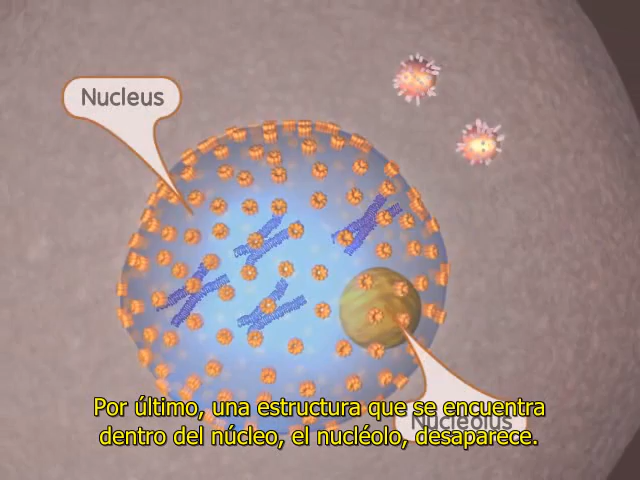 Nucleus
Nucleolus
Por último, una estructura que se encuentra
dentro del núcleo, el nucléolo, desaparece.